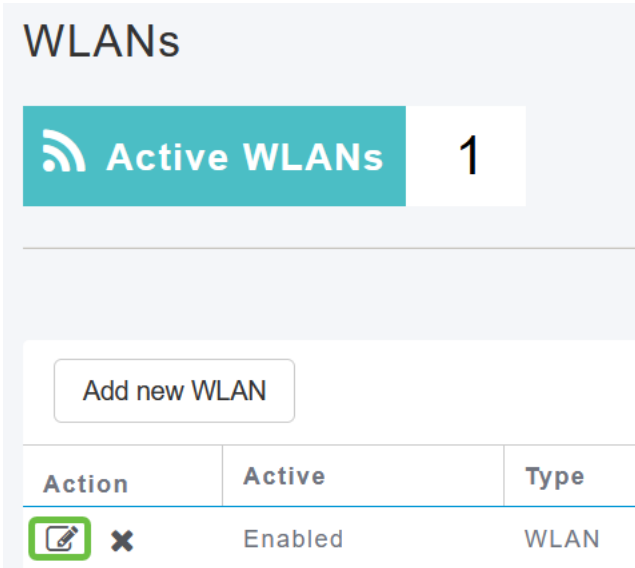 WLANs
Active WLANs 1
Add new WLAN
Action Active Type
Enabled WLAN